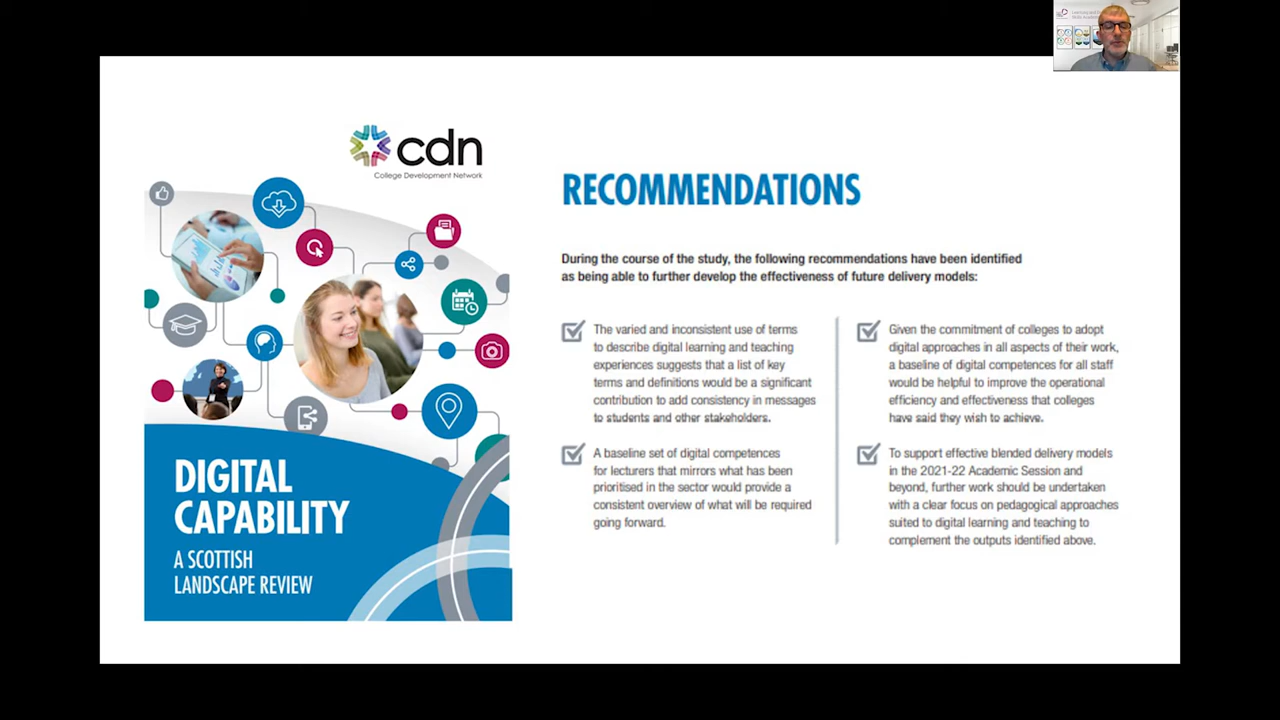 cdn
College Development Network
DIGITAL
CAPABILITY
A SCOTTISH
LANDSCAPE REVIEW
RECOMMENDATIONS
During the course of the study, the following recommendations have been identified
as being able to further develop the effectiveness of future delivery models:
The varied and inconsistent use of terms
to describe digital learning and teaching
experiences suggests that a list of key
terms and definitions would be a significant
contribution to add consistency in messages
to students and other stakeholders.
A baseline set of digital competences
for lecturers that mirrors what has been
prioritised in the sector would provide a
consistent overview of what will be required
going forward.
Given the commitment of colleges to adopt
digital approaches in all aspects of their work,
a baseline of digital competences for all staff
would be helpful to improve the operational
efficiency and effectiveness that colleges
have said they wish to achieve.
To support effective blended delivery models
in the 2021-22 Academic Session and
beyond, further work should be undertaken
with a clear focus on pedagogical approaches
suited to digital learning and teaching to
complement the outputs identified above.